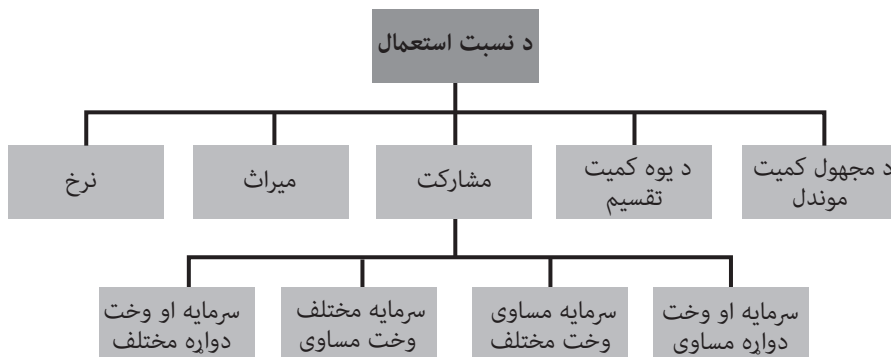 د نسبت استعمال
د مجهول کمیت
موندل
د یوه کمیت
تقسیم
مشارکت
میراث
نرخ
سرمایه او وخت
دواړه مساوی
سرمایه مساوی
وخت مختلف
سرمایه مختلف
وخت مساوی
سرمایه او وخت
دواړه مختلف